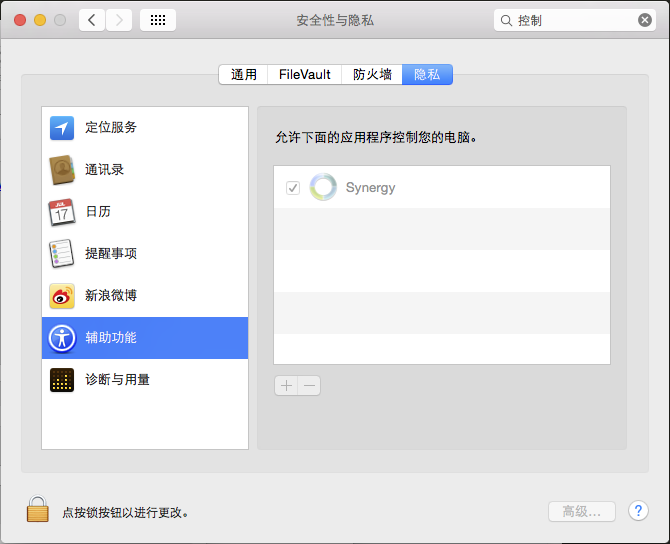 安全性与隐私
控制
通用
FileVault
防火墙
隐私
定位服务
通讯录
JUL
17
日历
提醒事项
新浪微博
辅助功能
诊断与用量
允许下面的应用程序控制您的电脑。
Synergy
点按锁按钮以进行更改。
高级...
?